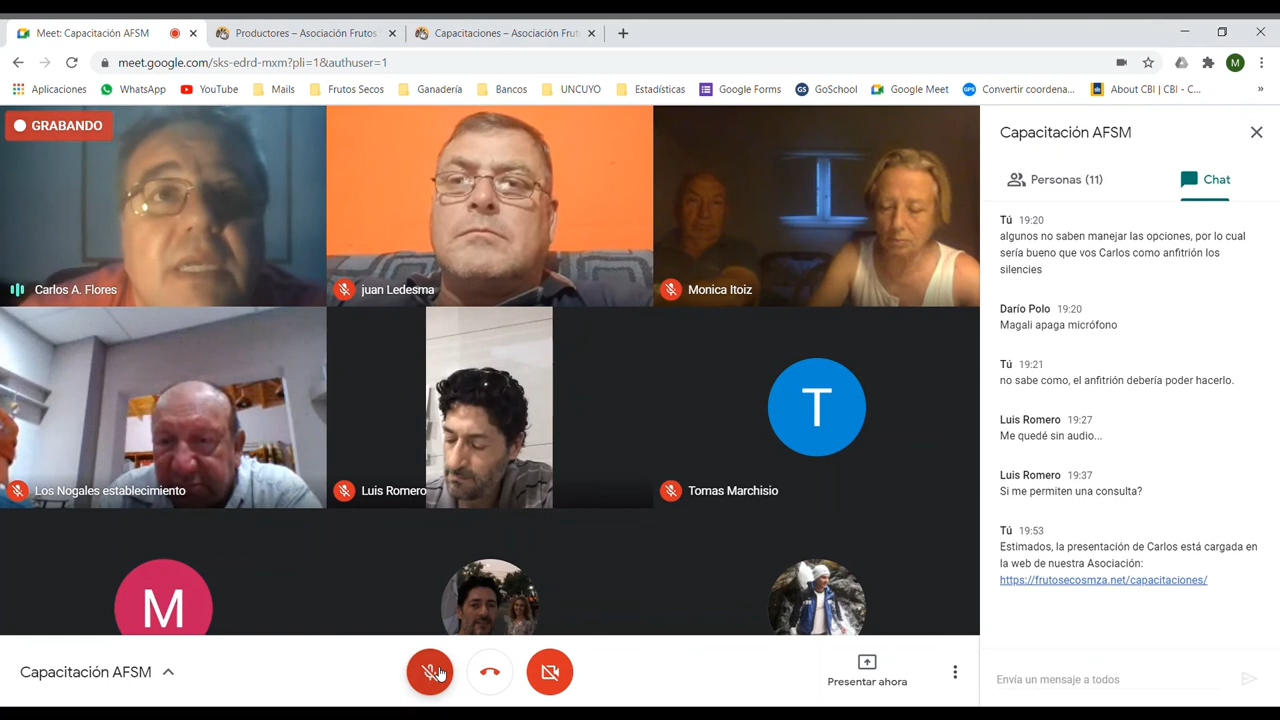 Meet: Capacitación AFSM
Productores – Asociación Frutos
Capacitaciones – Asociación Frut
meet.google.com/sks-edrd-mxm?pli=1&authuser=1
M
Aplicaciones
WhatsApp
YouTube
Mails
Frutos Secos
Ganadería
Bancos
UNCUYO
Estadísticas
Google Forms
GS
GoSchool
Google Meet
GPS
Convertir coordena...
About CBI | CBI - C...
»
GRABANDO
Carlos A. Flores
juan Ledesma
Monica Itoiz
Los Nogales establecimiento
Luis Romero
T
Tomas Marchisio
M
Capacitación AFSM
Presentar ahora
Capacitación AFSM
Personas (11)
Chat
Tú 19:20
algunos no saben manejar las opciones, por lo cual
sería bueno que vos Carlos como anfitrión los
silencies
Darío Polo 19:20
Magali apaga micrófono
Tú 19:21
no sabe como, el anfitrión debería poder hacerlo.
Luis Romero 19:27
Me quedé sin audio...
Luis Romero 19:37
Si me permiten una consulta?
Tú 19:53
Estimados, la presentación de Carlos está cargada en
la web de nuestra Asociación:
https://frutosecosmza.net/capacitaciones/
Envía un mensaje a todos